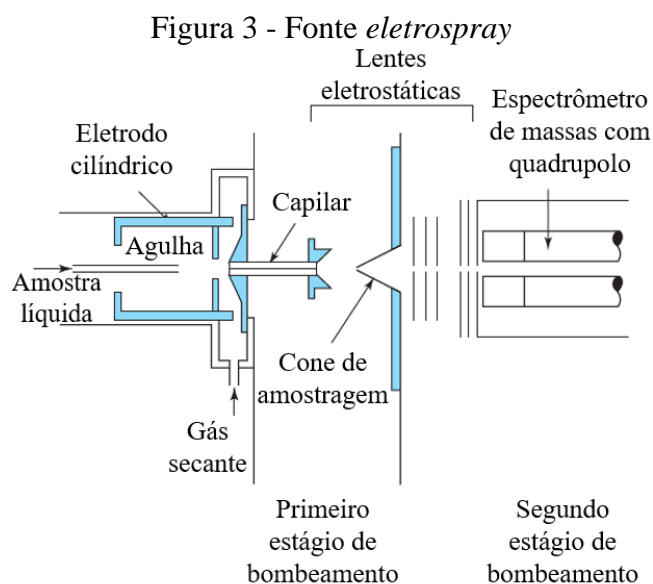 Figura 3 - Fonte eletrospray
Lentes
eletrostáticas
Espectrômetro
de massas com
quadrupolo
Eletrodo
cilíndrico
Capilar
Agulha
Amostra
líquida
Cone de
amostragem
Gás
secante
Primeiro
estágio de
bombeamento
Segundo
estágio de
bombeamento